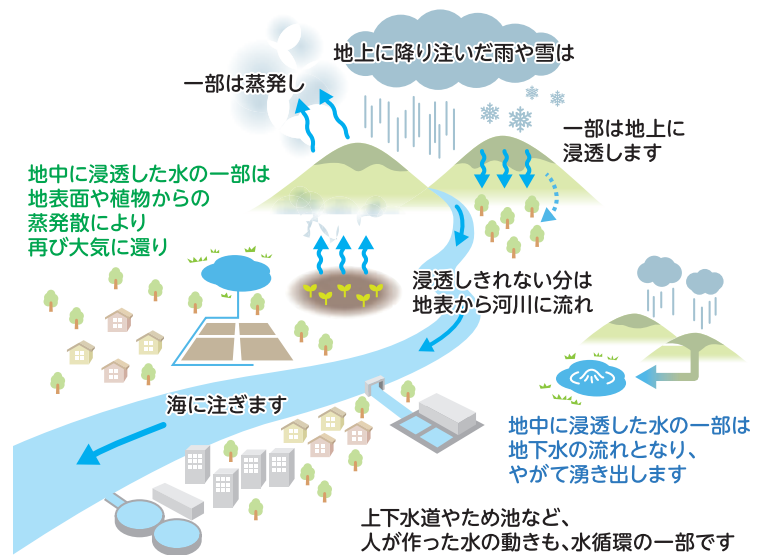 地上に降り注いだ雨や雪は
一部は蒸発し
一部は地上に
浸透します
地中に浸透した水の一部は
地表面や植物からの
蒸発散により
再び大気に還り
浸透しきれない分は
地表から河川に流れ
海に注ぎます
地中に浸透した水の一部は
地下水の流れとなり、
やがて湧き出します
上下水道やため池など、
人が作った水の動きも、水循環の一部です